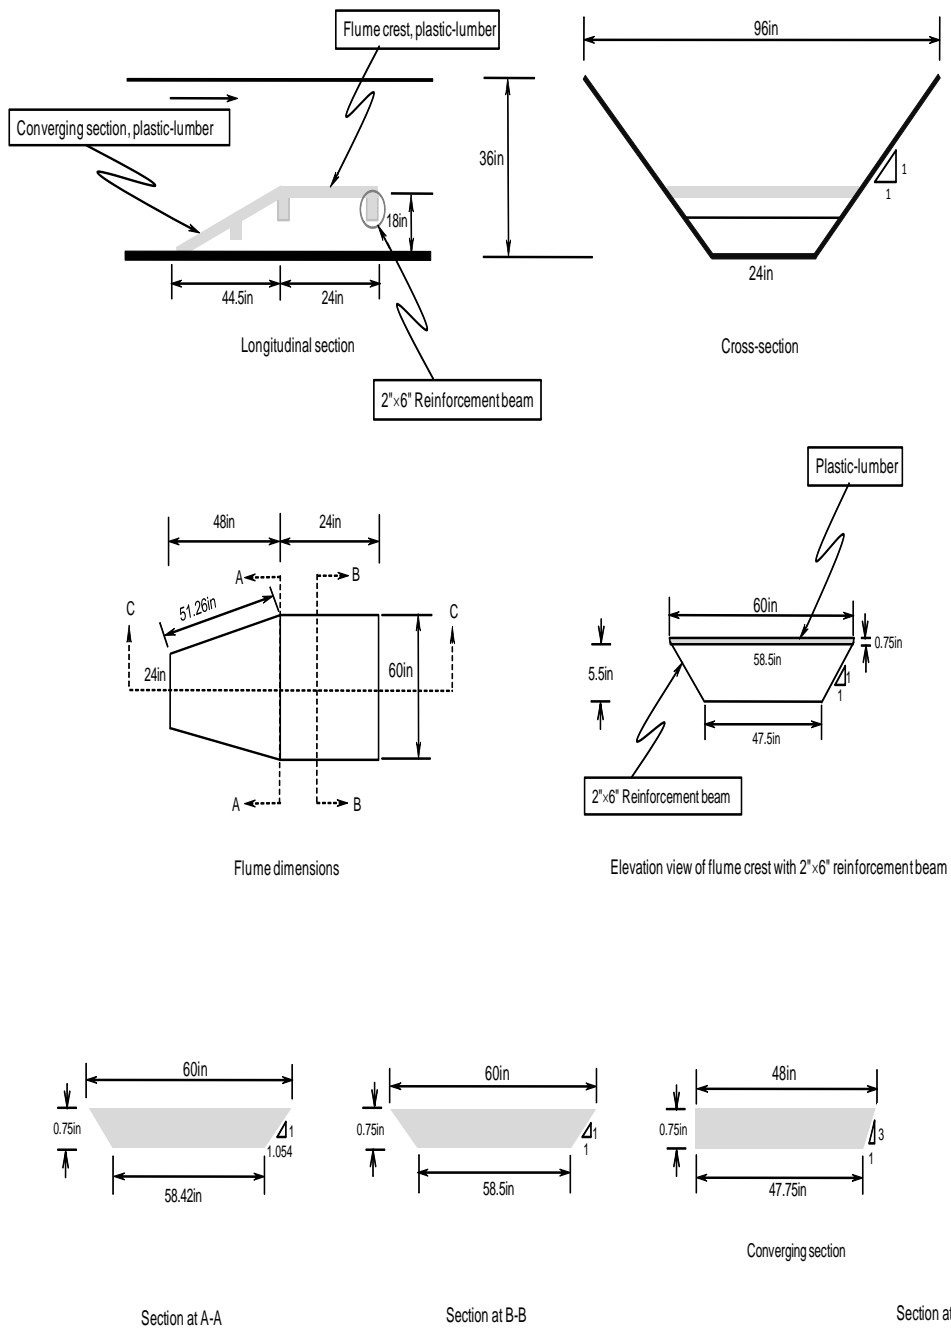 Flume crest, plastic-lumber
96in
Converging section, plastic-lumber
36in
1
1
18in
44.5in
24in
24in
Longitudinal section
Cross-section
2"×6" Reinforcement beam
Plastic-lumber
48in
24in
A
B
C
C
51.26in
24in
60in
A
B
60in
0.75in
58.5in
5.5in
1
1
47.5in
2"×6" Reinforcement beam
Flume dimensions
Elevation view of flume crest with 2"×6" reinforcement beam
60in
0.75in
1
1.054
58.42in
60in
0.75in
1
1
58.5in
48in
0.75in
3
1
47.75in
Converging section
Section at A-A
Section at B-B
Section at